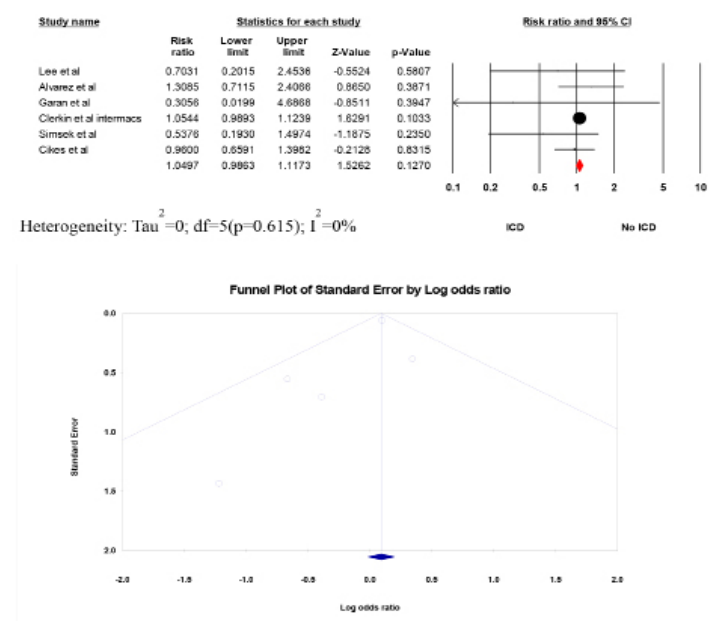 Study name Statistics for each study Risk ratio and 95% CI
Risk ratio Lower limit Upper limit Z-Value p-Value
Lee et al 0.7031 0.2015 2.4536 -0.5524 0.5807
Alvarez et al 1.3085 0.7115 2.4066 0.8650 0.3871
Garan et al 0.3056 0.0199 4.6868 -0.8511 0.3947
Clerkin et al intermacs 1.0544 0.9893 1.1239 1.6291 0.1033
Simsek et al 0.5376 0.1930 1.4974 -1.1875 0.2350
Cikes et al 0.9600 0.6591 1.3982 -0.2128 0.8315
1.0497 0.9863 1.1173 1.5262 0.1270
0.1 0.2 0.5 1 2 5 10
Heterogeneity: Tau²=0; df=5(p=0.615); I²=0%
ICD No ICD
Funnel Plot of Standard Error by Log odds ratio
0.0
0.5
1.0
1.5
2.0
Standard Error
-2.0 -1.5 -1.0 -0.5 0.0 0.5 1.0 1.5 2.0
Log odds ratio